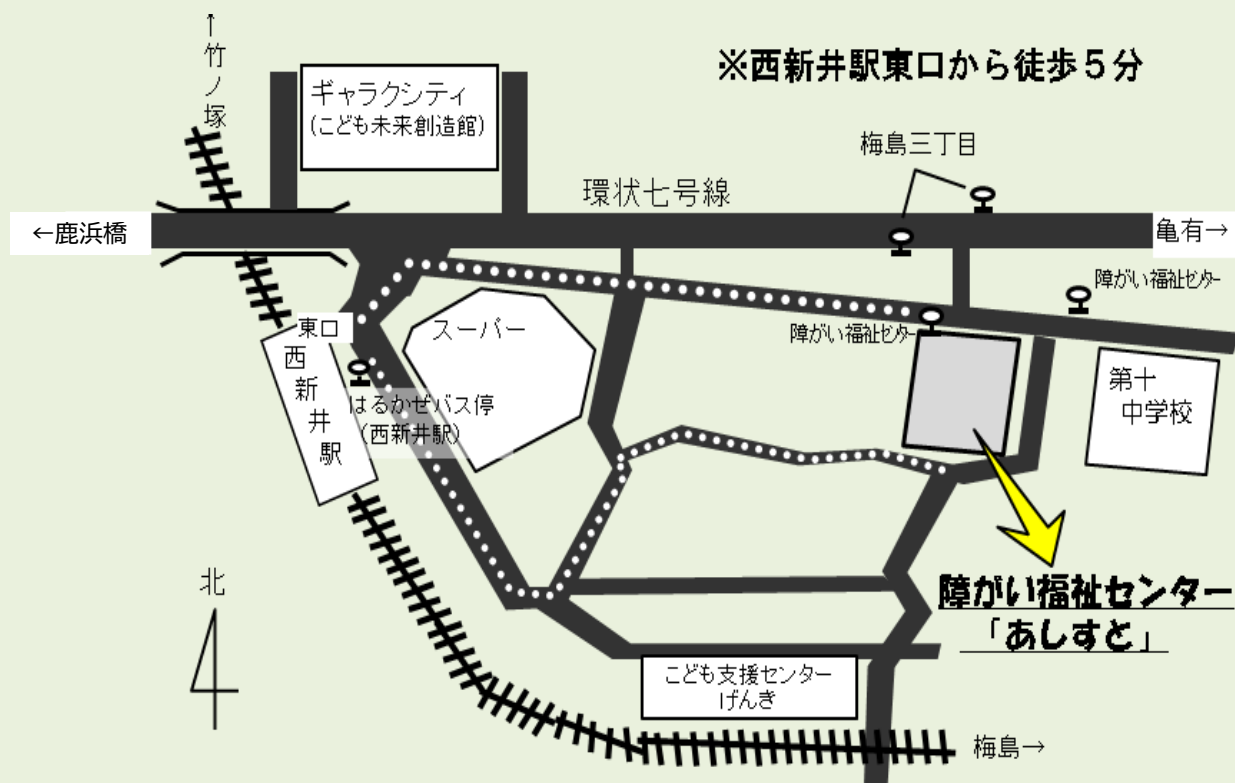 ↑竹ノ塚
※西新井駅東口から徒歩５分
ギャラクシティ
(こども未来創造館)
梅島三丁目
環状七号線
←鹿浜橋
亀有→
障がい福祉センター
東口
スーパー
障がい福祉センター
西新井駅
はるかぜバス停
(西新井駅)
第十
中学校
北
障がい福祉センター
「あしすと」
こども支援センター
げんき
梅島→